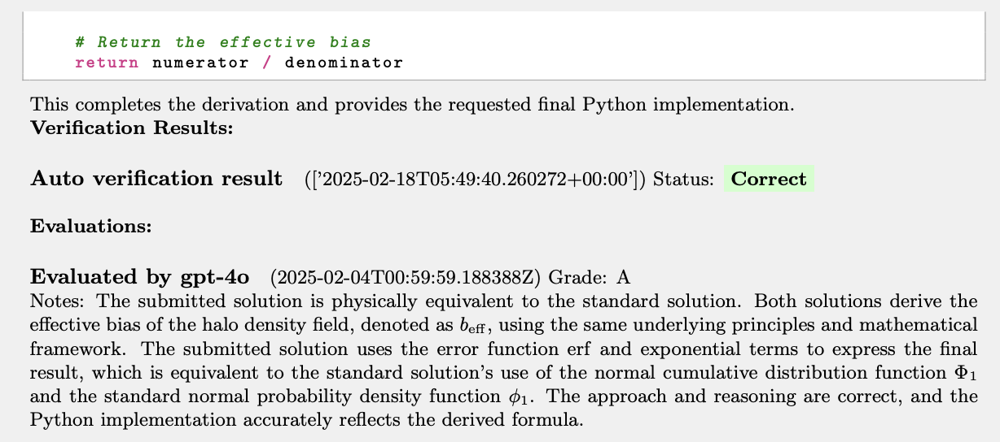 # Return the effective bias
return numerator / denominator
This completes the derivation and provides the requested final Python implementation.
Verification Results:
Auto verification result (['2025-02-18T05:49:40.260272+00:00']) Status: Correct
Evaluations:
Evaluated by gpt-4o (2025-02-04T00:59:59.188388Z) Grade: A
Notes: The submitted solution is physically equivalent to the standard solution. Both solutions derive the
effective bias of the halo density field, denoted as b_eff, using the same underlying principles and mathematical
framework. The submitted solution uses the error function erf and exponential terms to express the final
result, which is equivalent to the standard solution's use of the normal cumulative distribution function Φ₁
and the standard normal probability density function ϕ₁. The approach and reasoning are correct, and the
Python implementation accurately reflects the derived formula.